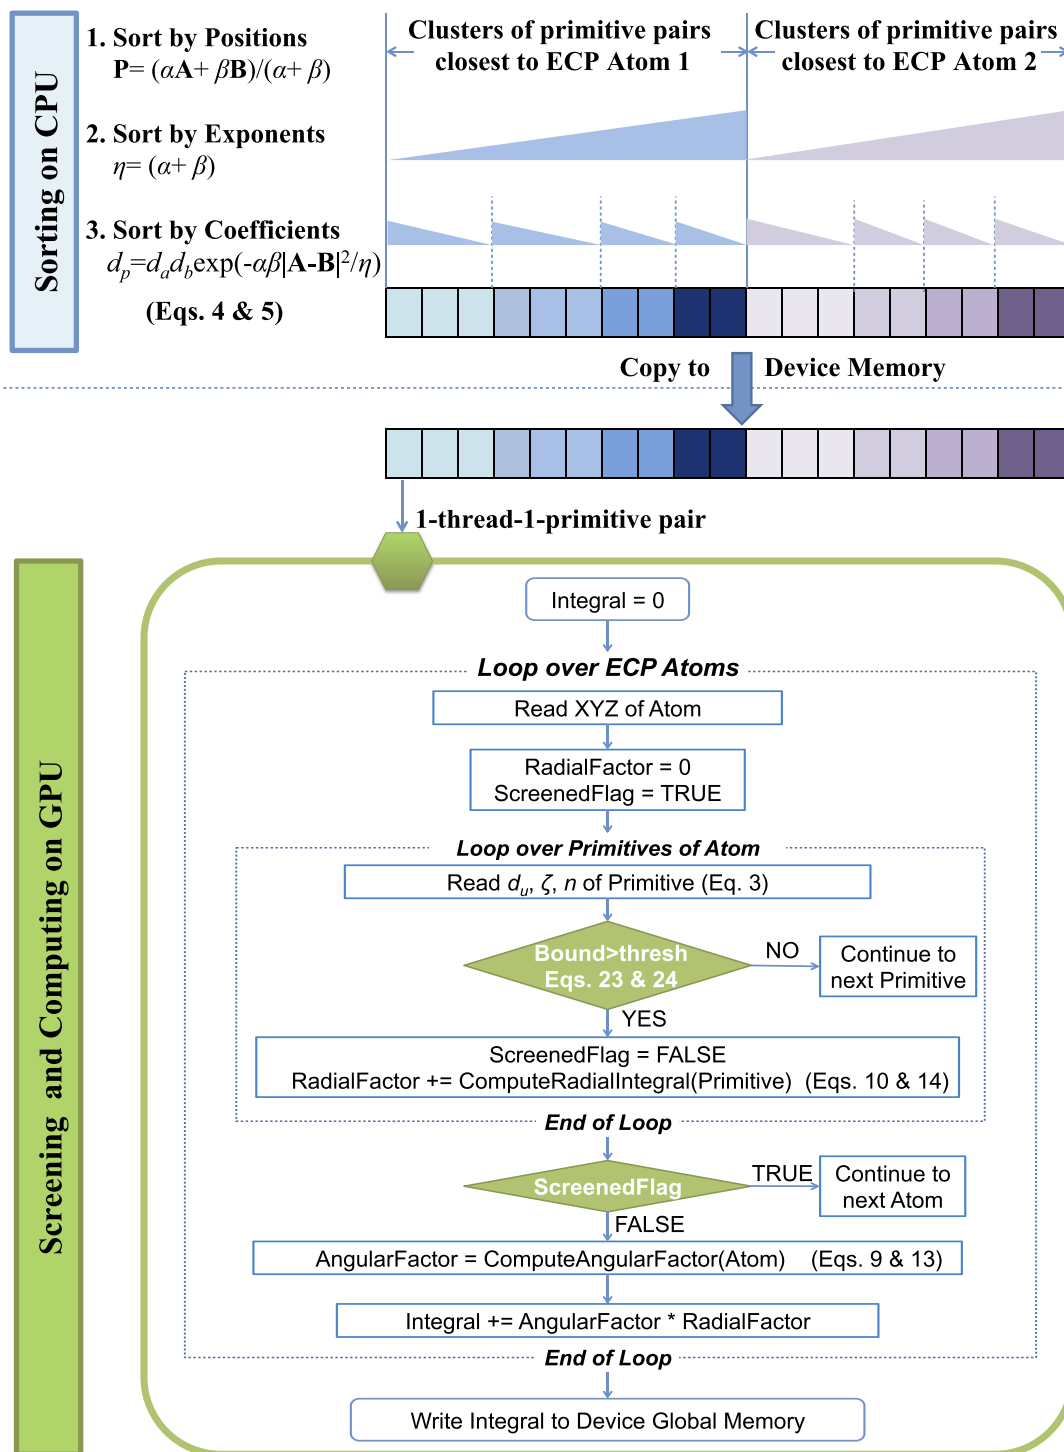 Sorting on CPU
1. Sort by Positions
P= (αA+ βB)/(α+ β)
2. Sort by Exponents
η= (α+ β)
3. Sort by Coefficients
dₚ=dₐd_bexp(-αβ|A-B|²/η)
(Eqs. 4 & 5)
Clusters of primitive pairs
closest to ECP Atom 1
Clusters of primitive pairs
closest to ECP Atom 2
Copy to Device Memory
1-thread-1-primitive pair
Screening and Computing on GPU
Integral = 0
Loop over ECP Atoms
Read XYZ of Atom
RadialFactor = 0
ScreenedFlag = TRUE
Loop over Primitives of Atom
Read dᵤ, ζ, n of Primitive (Eq. 3)
Bound>thresh
Eqs. 23 & 24
NO
Continue to
next Primitive
YES
ScreenedFlag = FALSE
RadialFactor += ComputeRadialIntegral(Primitive) (Eqs. 10 & 14)
End of Loop
ScreenedFlag
TRUE
Continue to
next Atom
FALSE
AngularFactor = ComputeAngularFactor(Atom) (Eqs. 9 & 13)
Integral += AngularFactor * RadialFactor
End of Loop
Write Integral to Device Global Memory